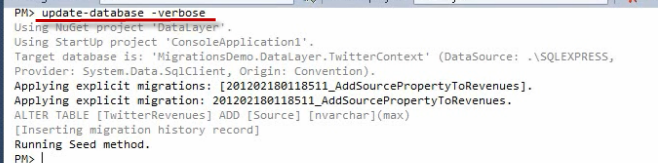 PM> update-database -verbose
Using NuGet project 'DataLayer'.
Using StartUp project 'ConsoleApplication1'.
Target database is: 'MigrationsDemo.DataLayer.TwitterContext' (DataSource: .\SQLEXPRESS,
Provider: System.Data.SqlClient, Origin: Convention).
Applying explicit migrations: [201202180118511_AddSourcePropertyToRevenues].
Applying explicit migration: 201202180118511_AddSourcePropertyToRevenues.
ALTER TABLE [TwitterRevenues] ADD [Source] [nvarchar](max)
[Inserting migration history record]
Running Seed method.
PM>